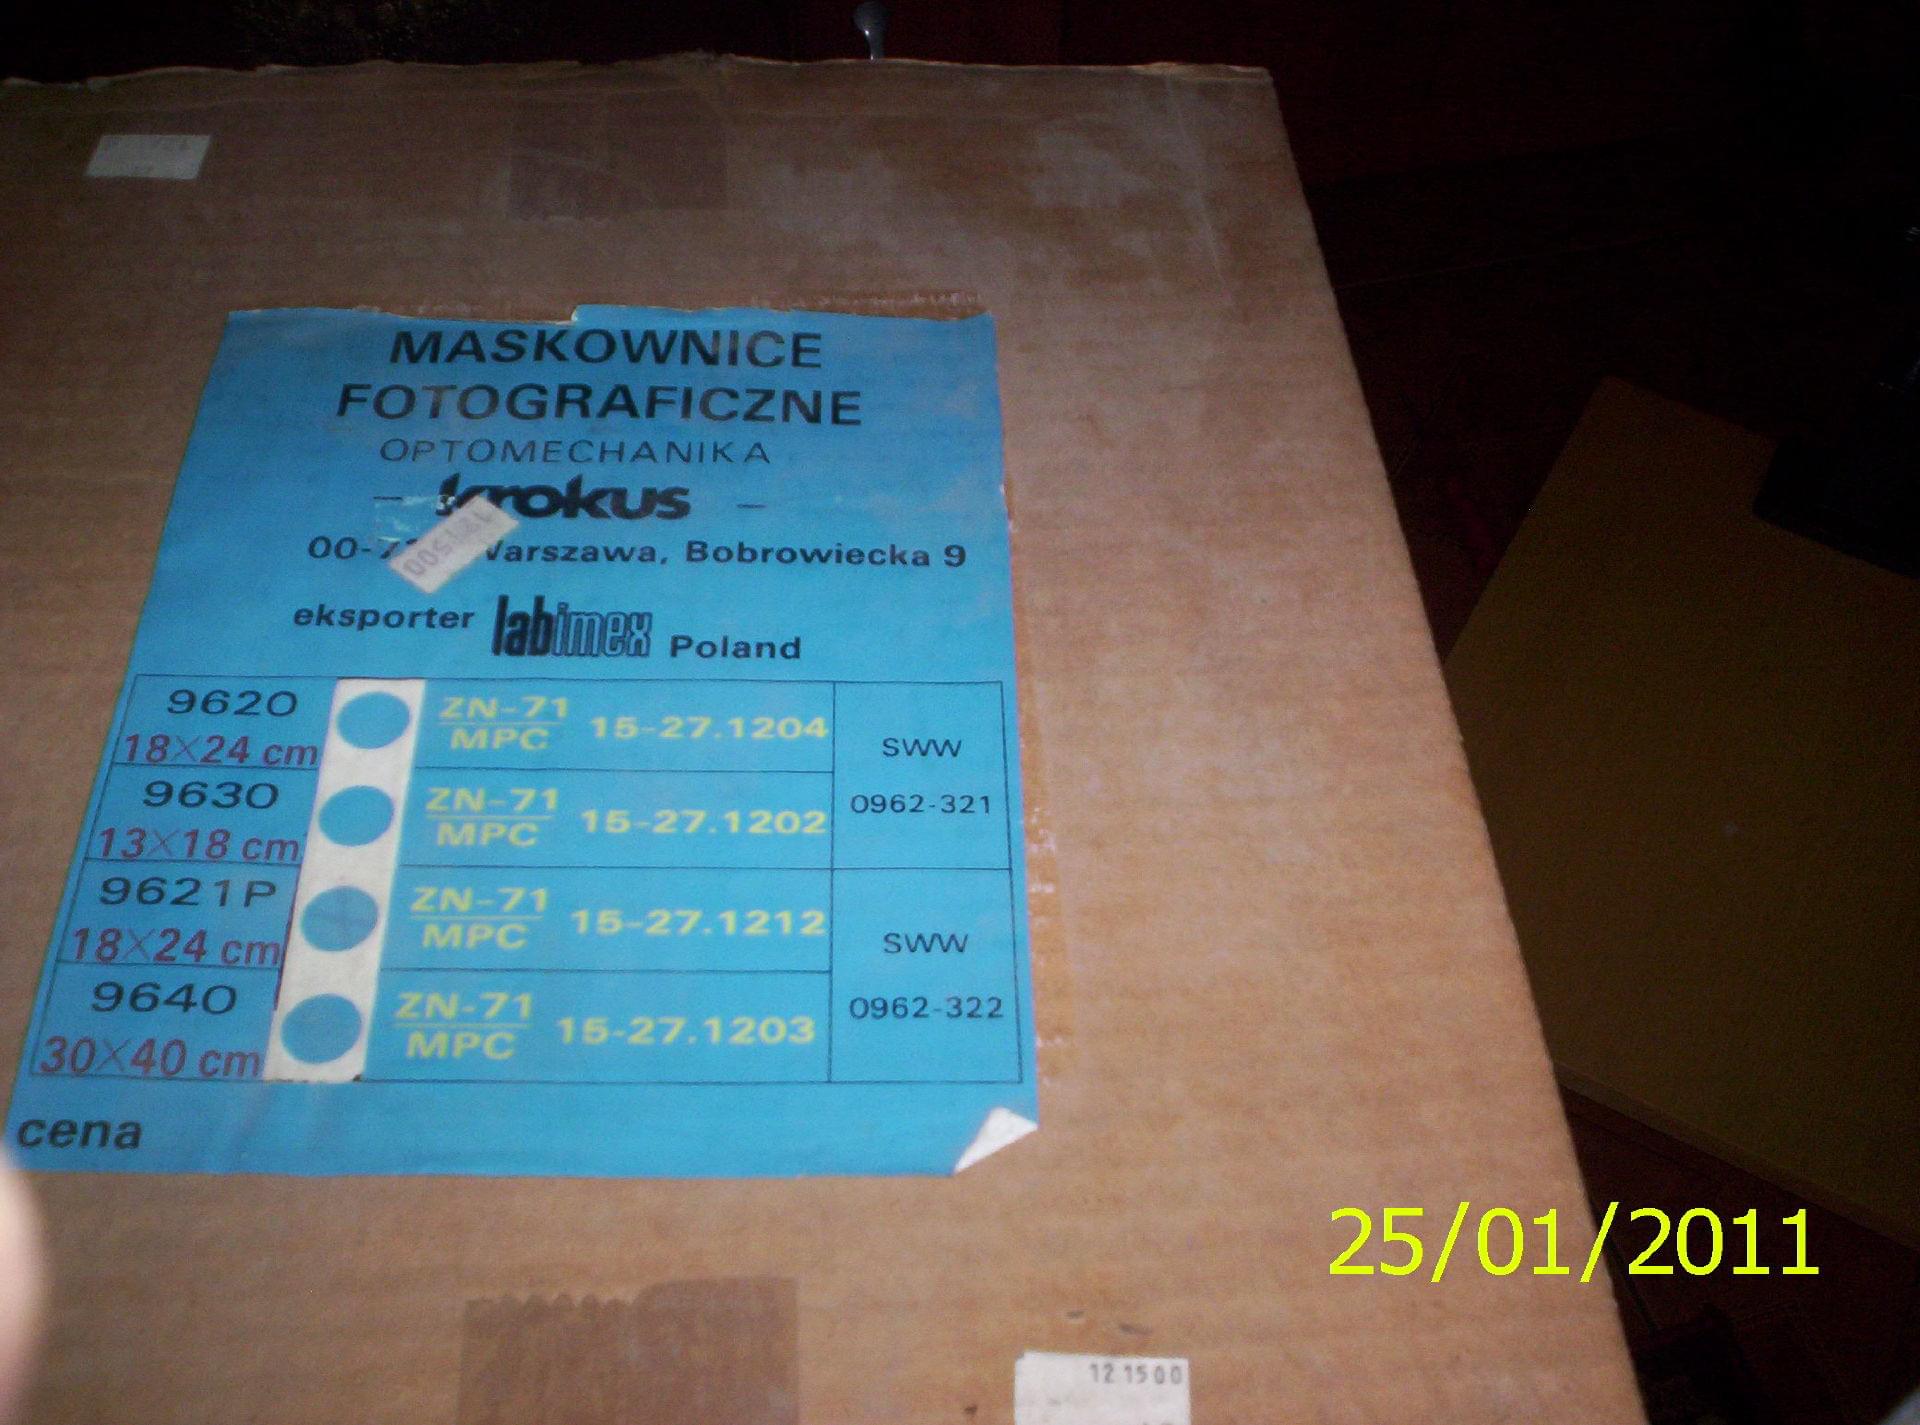 MASKOWNICE
FOTOGRAFICZNE
OPTOMECHANIKA
- krokus -
Warszawa, Bobrowiecka 9
eksporter labimex Poland
9620
18×24 cm
ZN-71
MPC
15-27.1204
9630
13×18 cm
ZN-71
MPC
15-27.1202
SWW
0962-321
9621P
18×24 cm
ZN-71
MPC
15-27.1212
9640
30×40 cm
ZN-71
MPC
15-27.1203
SWW
0962-322
cena
25/01/2011
121500